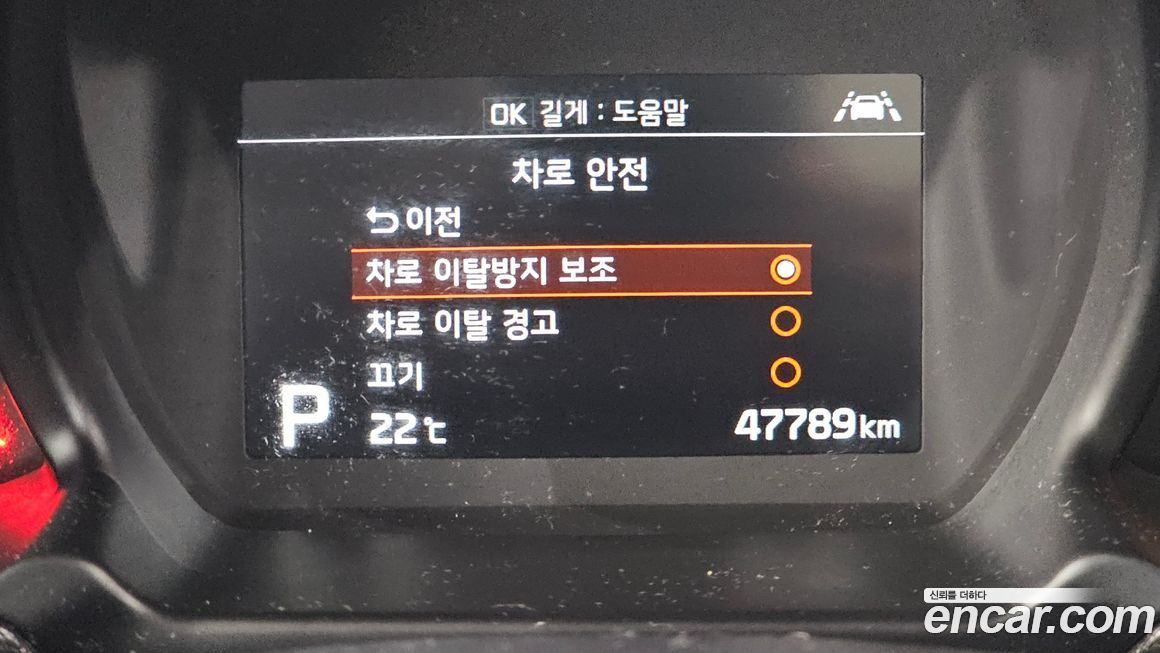 OK 길게 : 도움말
차로 안전
이전
차로 이탈방지 보조
차로 이탈 경고
끄기
P
22℃
47789km
신뢰를 더하다
encar.com